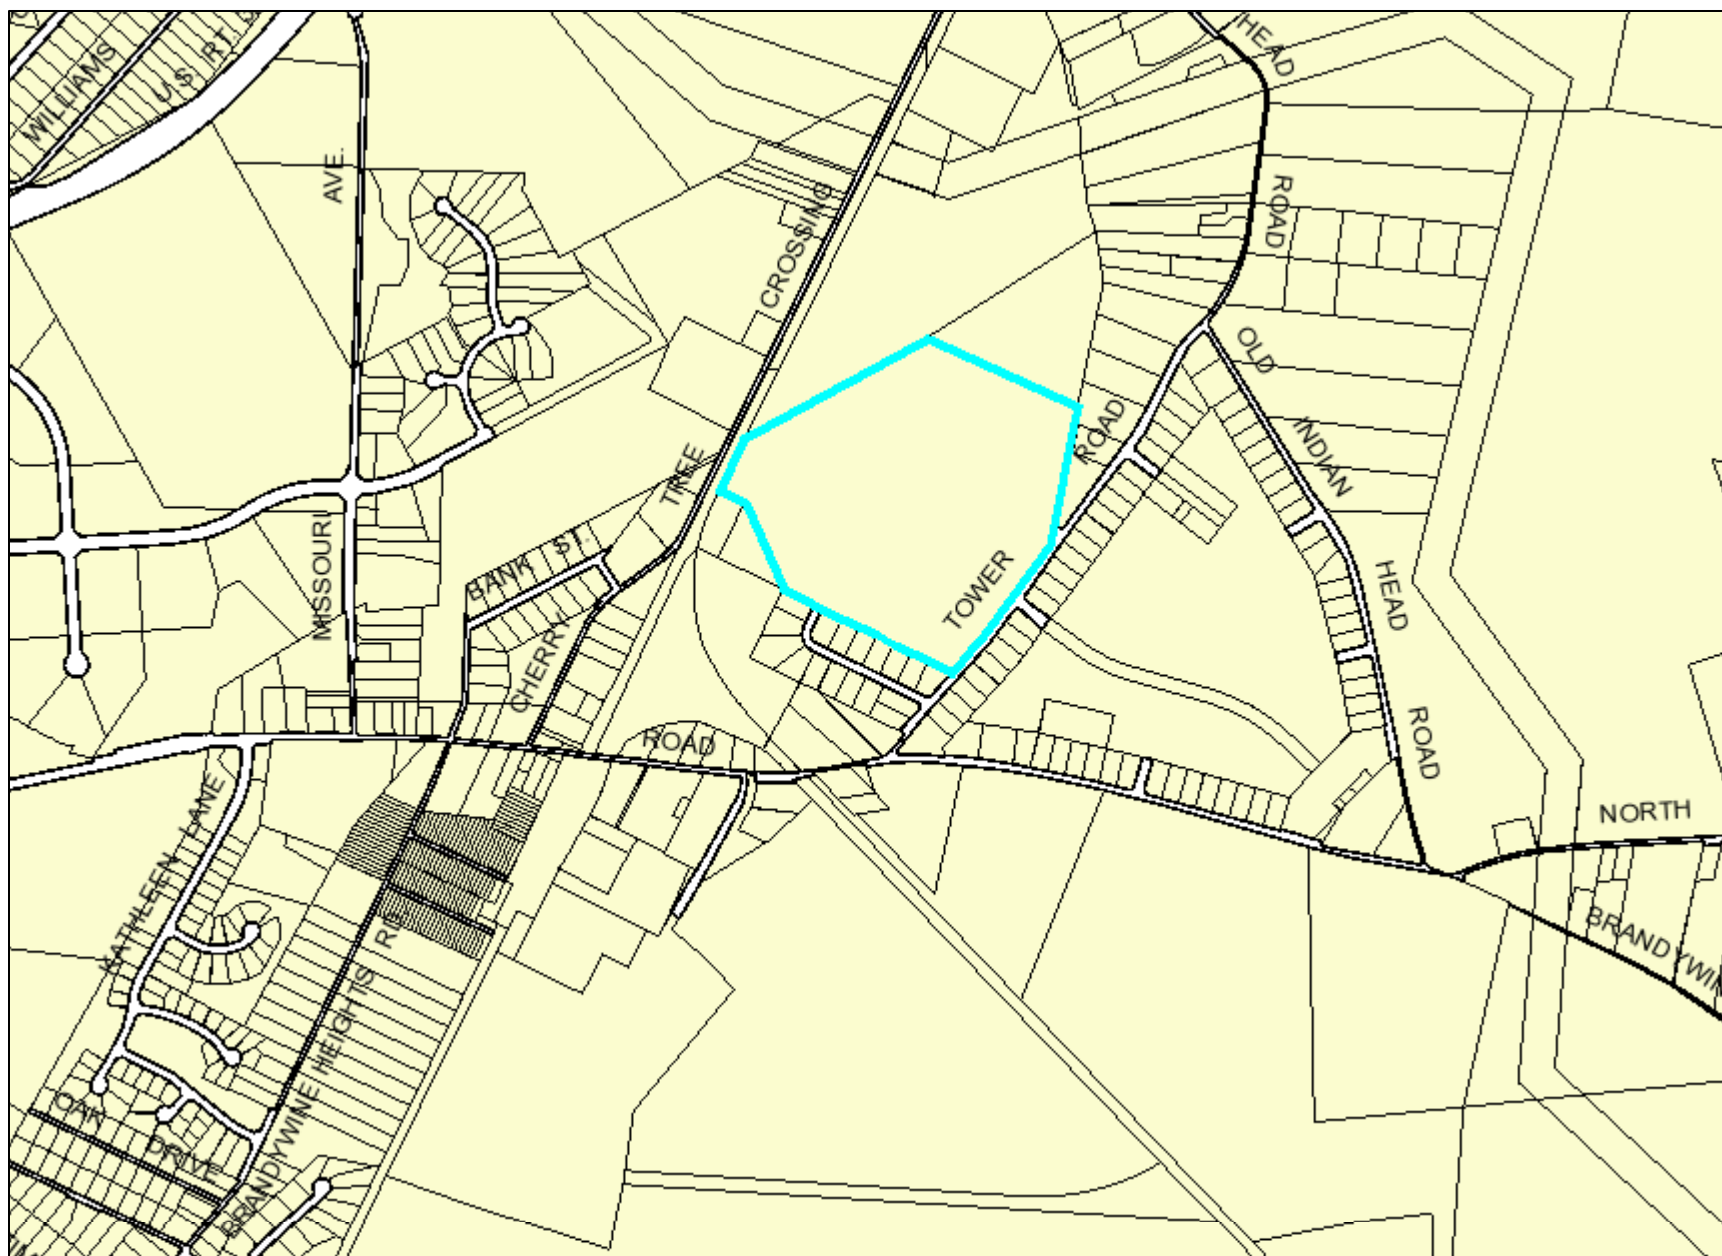 HEAD
WILLIAMS
U.S. RT.
AVE.
ROAD
CROSSING
OLD
ROAD
INDIAN
TREE
MISSOURI
BANK ST.
TOWER
HEAD
CHERRY
ROAD
ROAD
KATHLEEN LANE
NORTH
BRANDYWINE HEIGHTS RD.
BRANDYWIN
OAK DRIVE